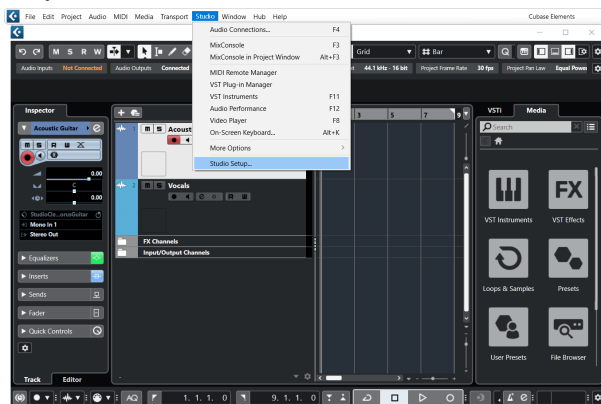 File Edit Project Audio MIDI Media Transport Studio Window Hub Help Cubase Elements
M S R W Grid Bar
Audio Inputs Not Connected Audio Outputs Connected 44.1 kHz - 16 bit Project Frame Rate 30 fps Project Pan Law Equal Power
Audio Connections... F4
MixConsole F3
MixConsole in Project Window Alt+F3
MIDI Remote Manager
VST Plug-in Manager
VST Instruments F11
Audio Performance F12
Video Player F8
On-Screen Keyboard... Alt+K
More Options
Studio Setup...
Inspector
Acoustic Guitar
M S R W
0.00
C
0.00
Mono In 1
Stereo Out
Equalizers
Inserts
Sends
Fader
Quick Controls
Track Editor
1 M S Acoust
2 M S Vocals
R W
FX Channels
Input/Output Channels
3 5 7 9
VSTi Media
Search
VST Instruments
FX
VST Effects
Loops & Samples
Presets
User Presets
File Browser
AQ 1. 1. 1. 0 9. 1. 1. 0